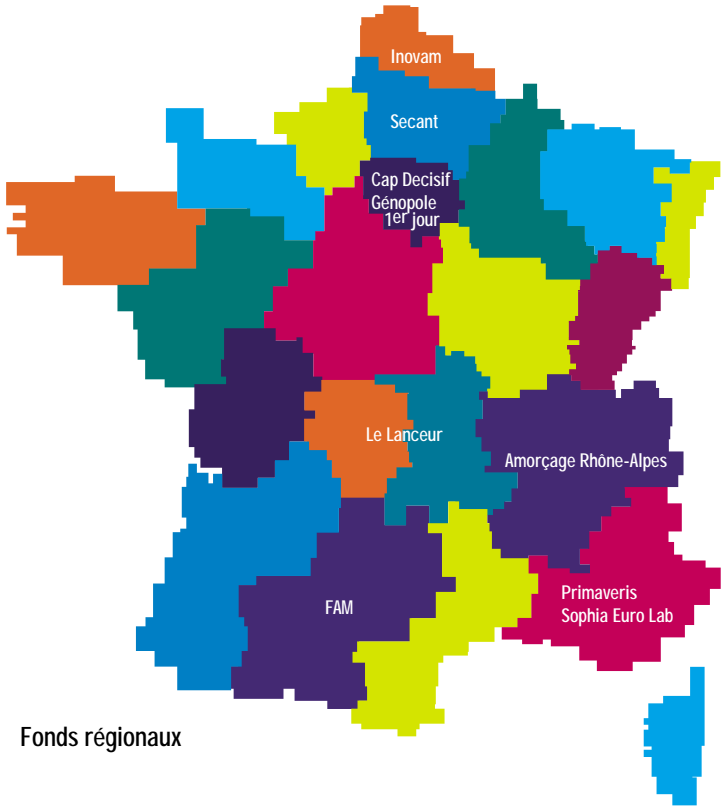 Inovam
Secant
Cap Decisif
Génopole
1er jour
Le Lanceur
Amorçage Rhône-Alpes
Primaveris
Sophia Euro Lab
FAM
Fonds régionaux